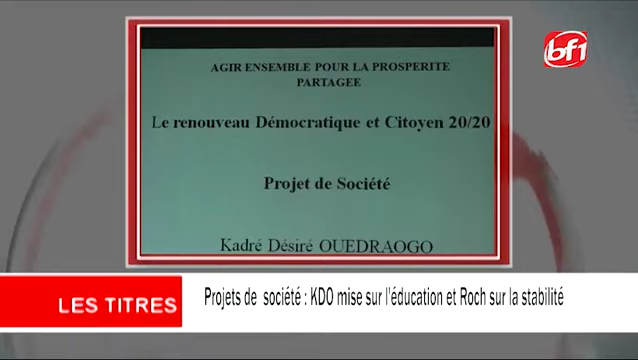 bf1
AGIR ENSEMBLE POUR LA PROSPERITE
PARTAGEE
Le renouveau Démocratique et Citoyen 20/20
Projet de Société
Kadré Désiré OUEDRAOGO
LES TITRES
Projets de société : KDO mise sur l'éducation et Roch sur la stabilité